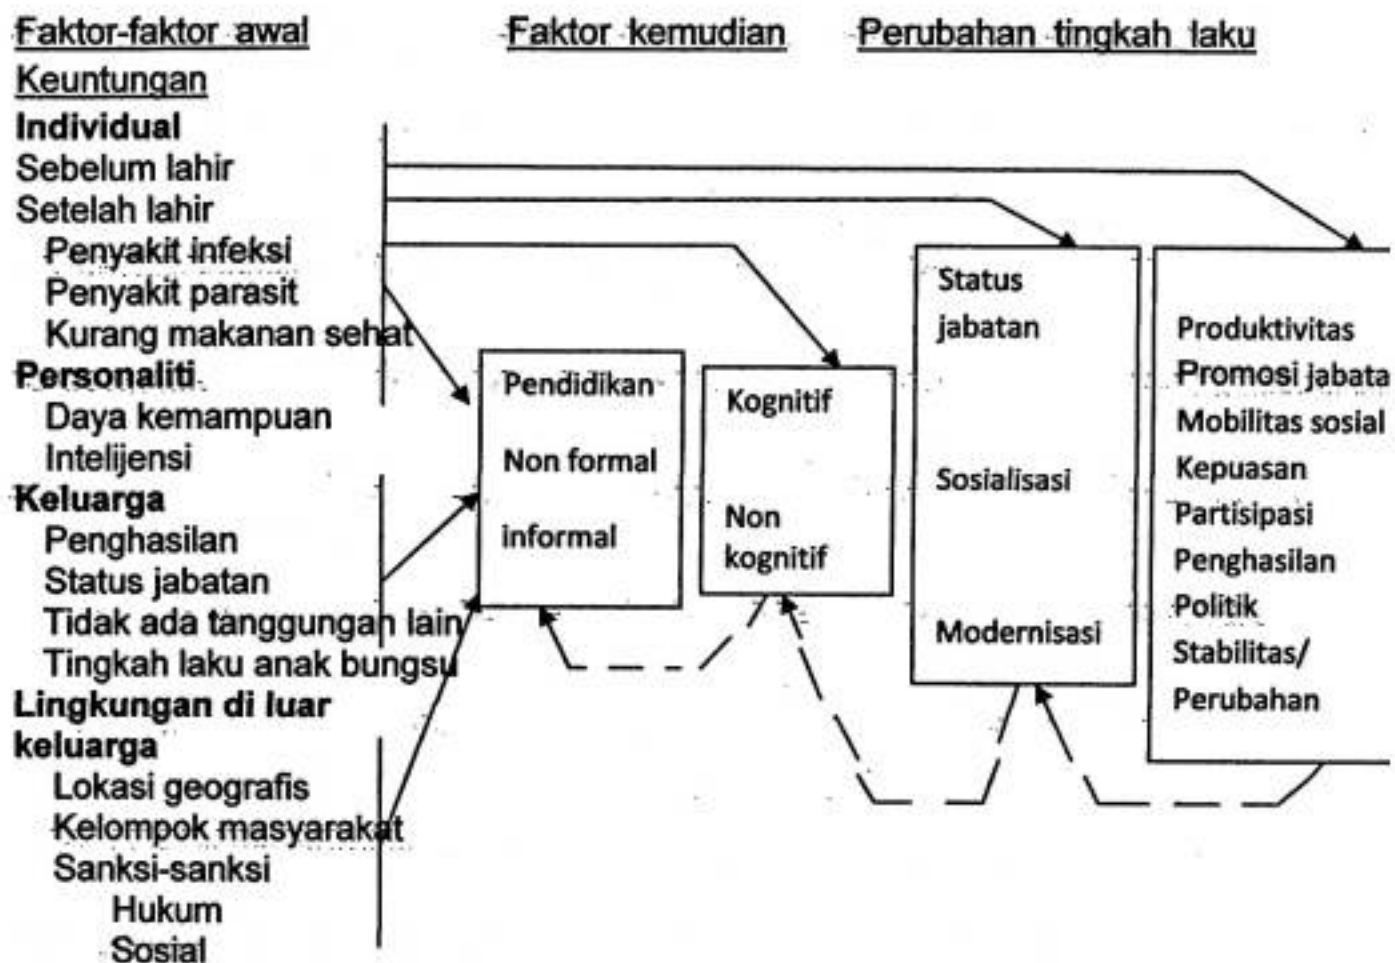 Faktor-faktor awal
Faktor kemudian
Perubahan tingkah laku
Keuntungan
Individual
Sebelum lahir
Setelah lahir
Penyakit infeksi
Penyakit parasit
Kurang makanan sehat
Personaliti
Daya kemampuan
Intelijensi
Keluarga
Penghasilan
Status jabatan
Tidak ada tanggungan lain
Tingkah laku anak bungsu
Lingkungan di luar
keluarga
Lokasi geografis
Kelompok masyarakat
Sanksi-sanksi
Hukum
Sosial
Pendidikan
Non formal
informal
Kognitif
Non
kognitif
Status
jabatan
Sosialisasi
Modernisasi
Produktivitas
Promosi jabata
Mobilitas sosial
Kepuasan
Partisipasi
Penghasilan
Politik
Stabilitas/
Perubahan